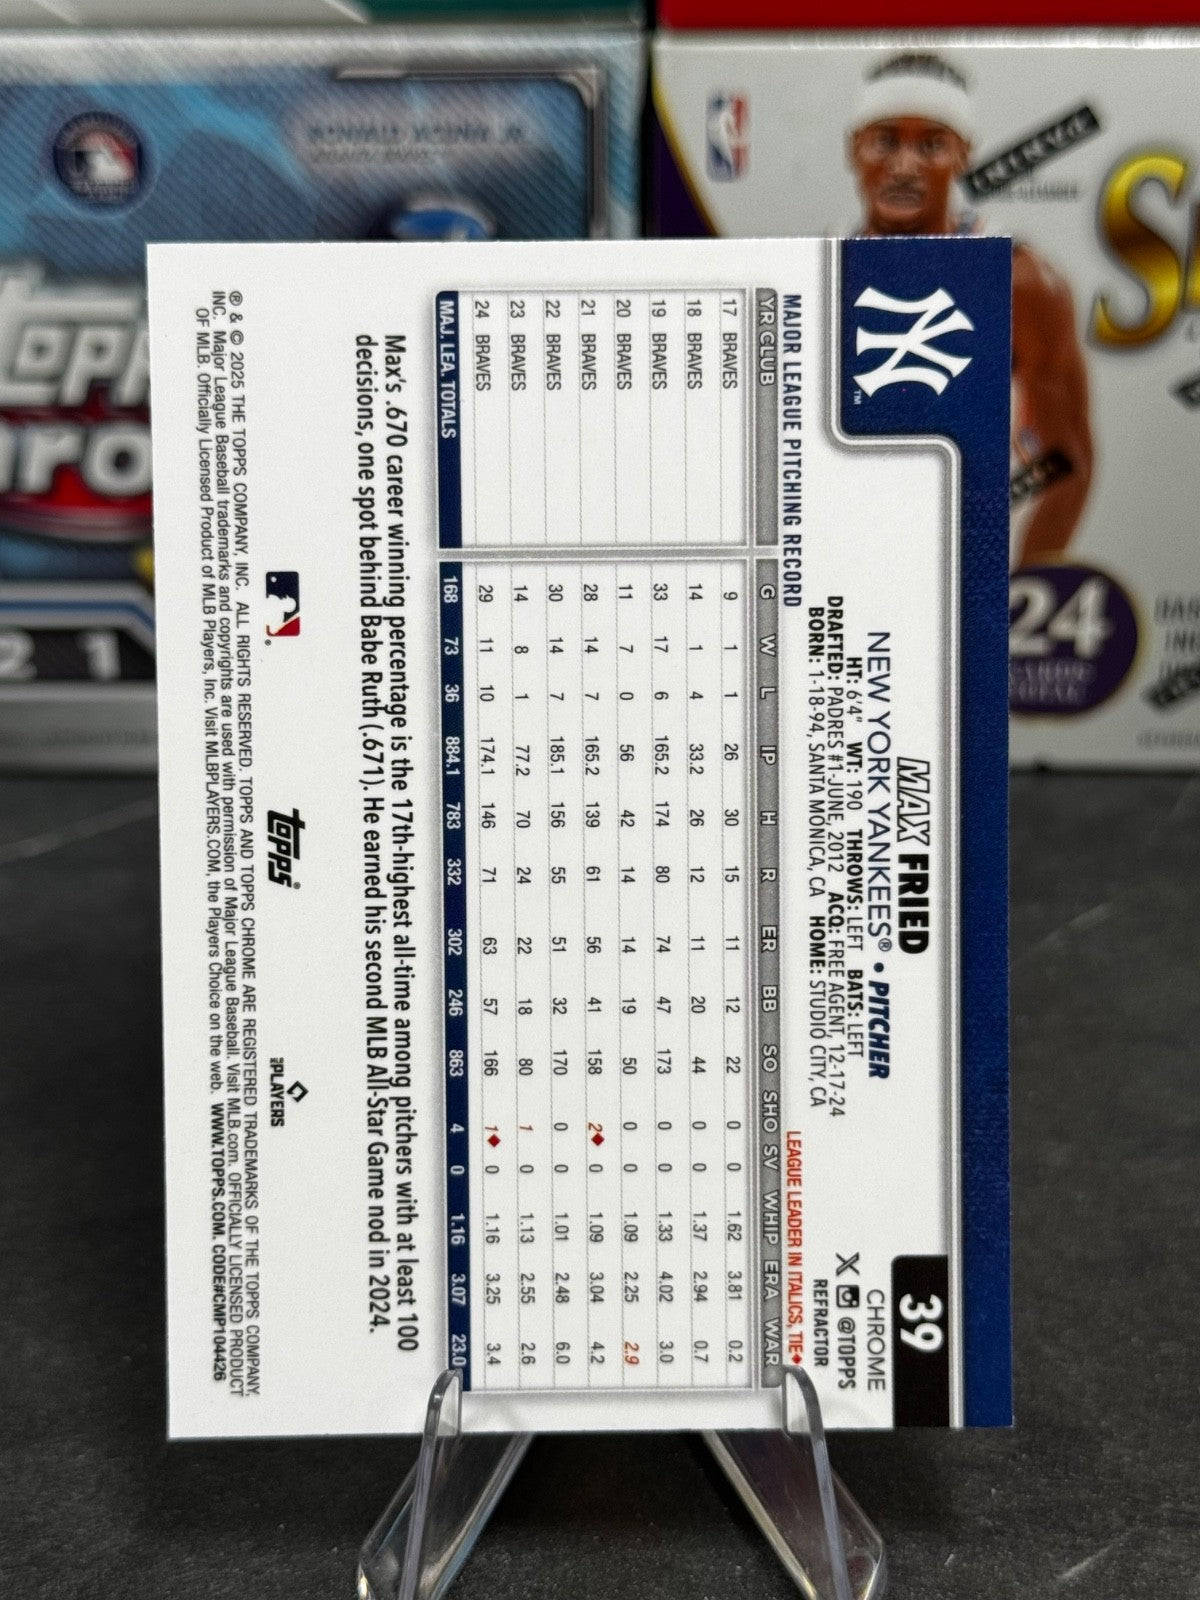 39
CHROME
@TOPPS
REFRACTOR
NY
TM
MAX FRIED
NEW YORK YANKEES® • PITCHER
HT: 6'4" WT: 190 THROWS: LEFT BATS: LEFT
DRAFTED: PADRES #1-JUNE, 2012 ACQ: FREE AGENT, 12-17-24
BORN: 1-18-94, SANTA MONICA, CA HOME: STUDIO CITY, CA
MAJOR LEAGUE PITCHING RECORD LEAGUE LEADER IN ITALICS, TIE♦
YR CLUB G W L IP H R ER BB SO SHO SV WHIP ERA WAR
17 BRAVES 9 1 1 26 30 15 11 12 22 0 0 1.62 3.81 0.2
18 BRAVES 14 1 4 33.2 26 12 11 20 44 0 0 1.37 2.94 0.7
19 BRAVES 33 17 6 165.2 174 80 74 47 173 0 0 1.33 4.02 3.0
20 BRAVES 11 7 0 56 42 14 14 19 50 0 0 1.09 2.25 2.9
21 BRAVES 28 14 7 165.2 139 61 56 41 158 2♦ 0 1.09 3.04 4.2
22 BRAVES 30 14 7 185.1 156 55 51 32 170 0 0 1.01 2.48 6.0
23 BRAVES 14 8 1 77.2 70 24 22 18 80 1 0 1.13 2.55 2.6
24 BRAVES 29 11 10 174.1 146 71 63 57 166 1♦ 0 1.16 3.25 3.4
MAJ. LEA. TOTALS 168 73 36 884.1 783 332 302 246 863 4 0 1.16 3.07 23.0
Max's .670 career winning percentage is the 17th-highest all-time among pitchers with at least 100
decisions, one spot behind Babe Ruth (.671). He earned his second MLB All-Star Game nod in 2024.
topps®
PLAYERS
® & © 2025 THE TOPPS COMPANY, INC. ALL RIGHTS RESERVED. TOPPS AND TOPPS CHROME ARE REGISTERED TRADEMARKS OF THE TOPPS COMPANY,
INC. Major League Baseball trademarks and copyrights are used with permission of Major League Baseball. Visit MLB.com. OFFICIALLY LICENSED PRODUCT
OF MLB. Officially Licensed Product of MLB Players, Inc. Visit MLBPLAYERS.COM, the Players Choice on the web. WWW.TOPPS.COM. CODE#CMP104426
24
21